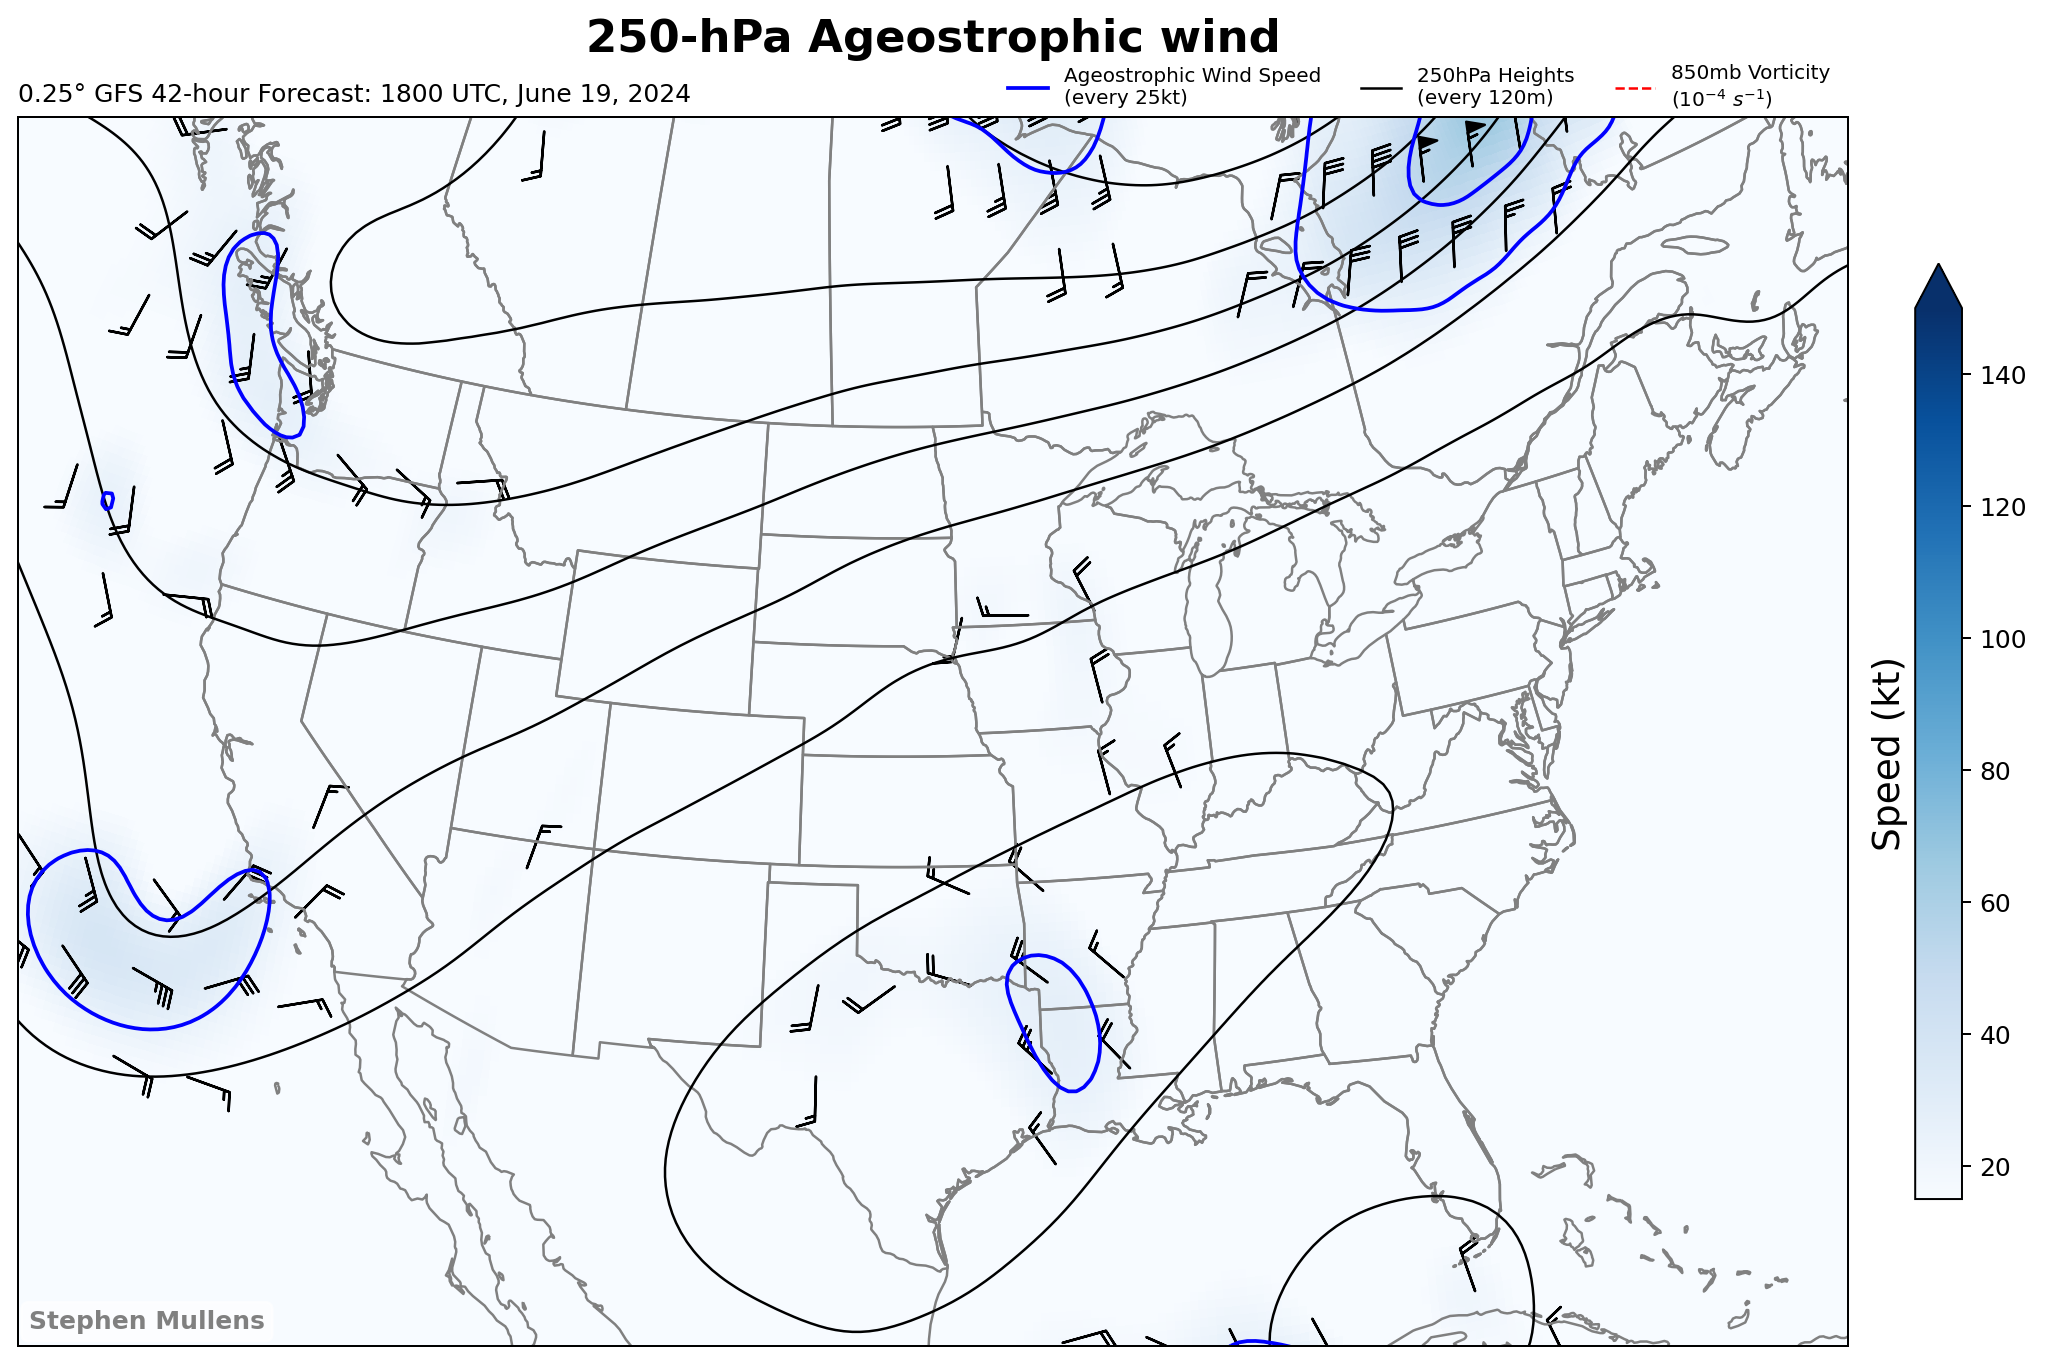 250-hPa Ageostrophic wind
0.25° GFS 42-hour Forecast: 1800 UTC, June 19, 2024
Ageostrophic Wind Speed
(every 25kt)
250hPa Heights
(every 120m)
850mb Vorticity
(10⁻⁴ s⁻¹)
140
120
100
80
60
40
20
Speed (kt)
Stephen Mullens